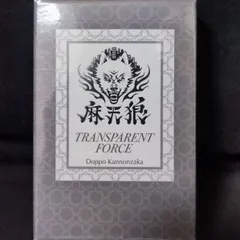 麻天狼
TRANSPARENT
FORCE
Doppo Kannonzaka